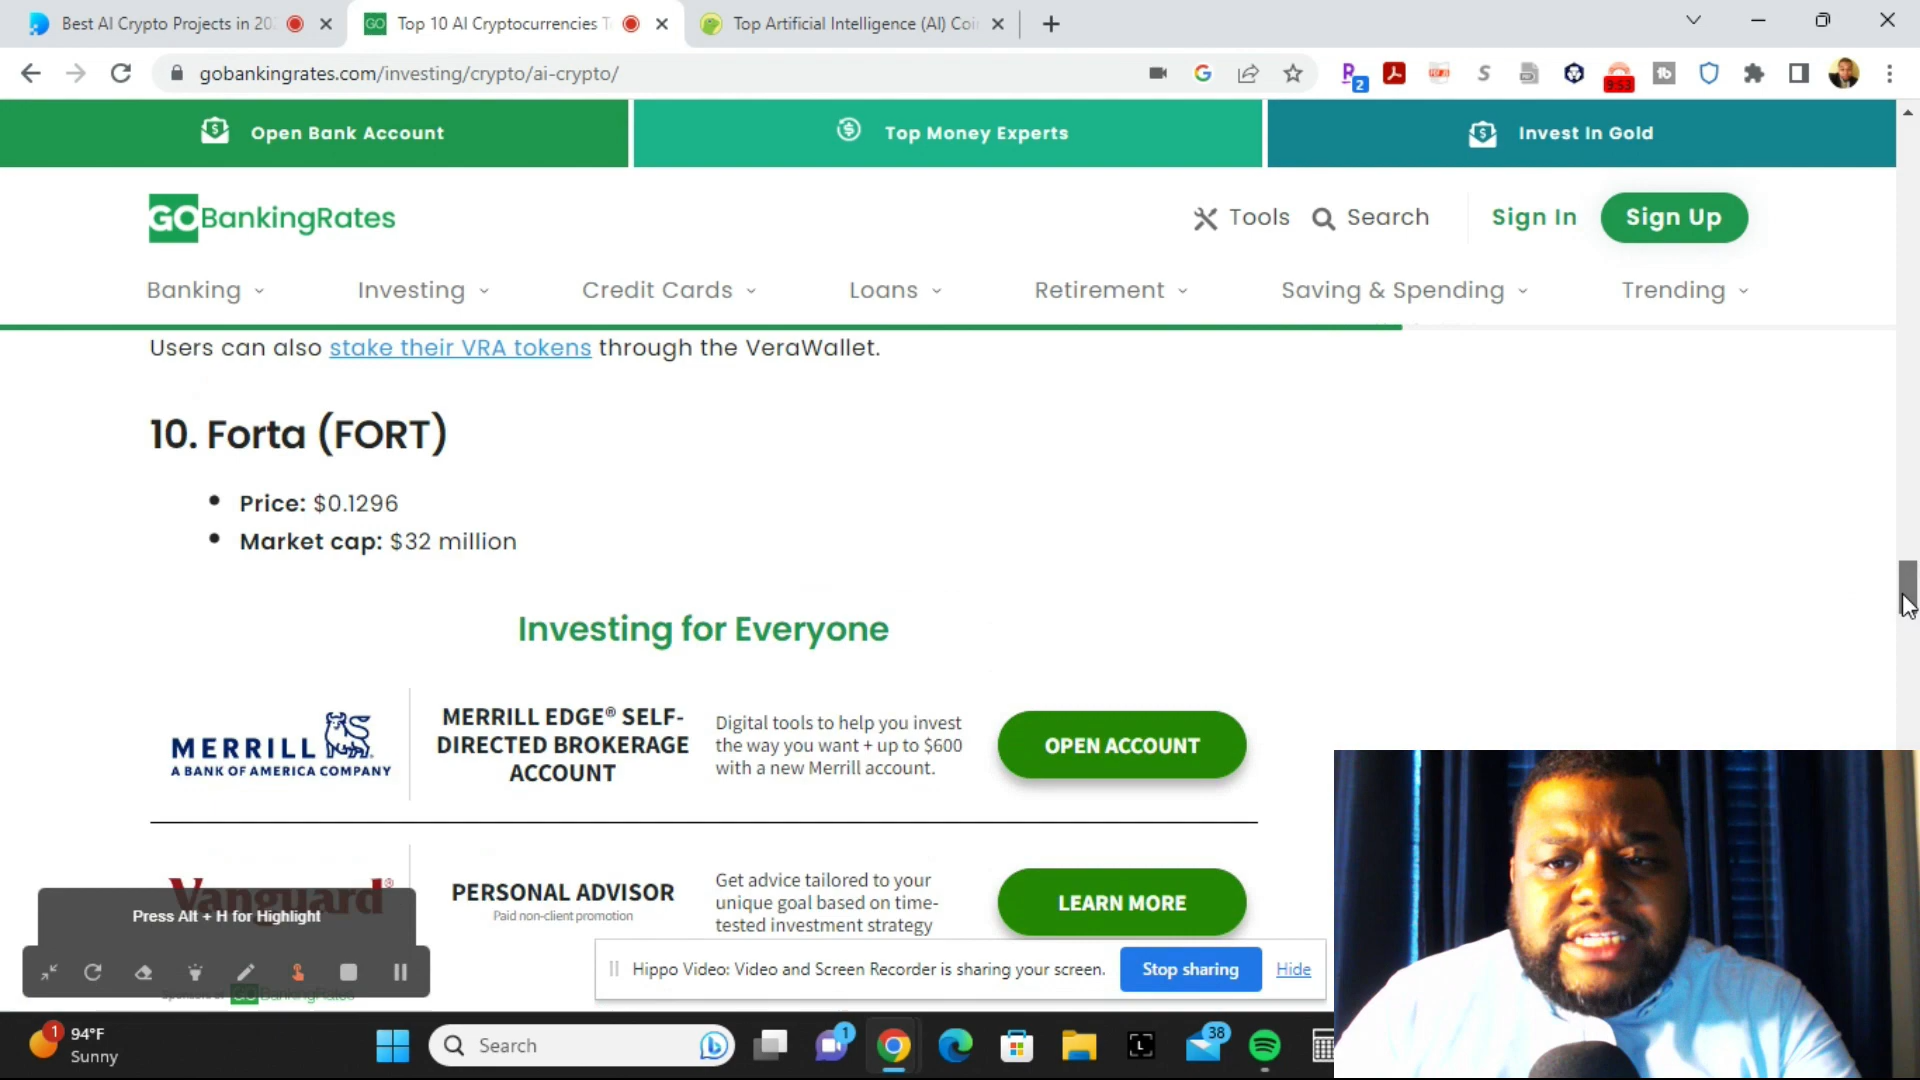 Best AI Crypto Projects in 20
Top 10 AI Cryptocurrencies T
Top Artificial Intelligence (AI) Coi
gobankingrates.com/investing/crypto/ai-crypto/
2
9:53
Open Bank Account
Top Money Experts
Invest In Gold
GOBankingRates
Tools
Search
Sign In
Sign Up
Banking
Investing
Credit Cards
Loans
Retirement
Saving & Spending
Trending
Users can also stake their VRA tokens through the VeraWallet.
10. Forta (FORT)
• Price: $0.1296
• Market cap: $32 million
Investing for Everyone
MERRILL
A BANK OF AMERICA COMPANY
MERRILL EDGE® SELF-
DIRECTED BROKERAGE
ACCOUNT
Digital tools to help you invest
the way you want + up to $600
with a new Merrill account.
OPEN ACCOUNT
Vanguard®
PERSONAL ADVISOR
Paid non-client promotion
Get advice tailored to your
unique goal based on time-
tested investment strategy
LEARN MORE
Press Alt + H for Highlight
GOBankingRates
Hippo Video: Video and Screen Recorder is sharing your screen.
Stop sharing
Hide
1
94°F
Sunny
Search
1
38